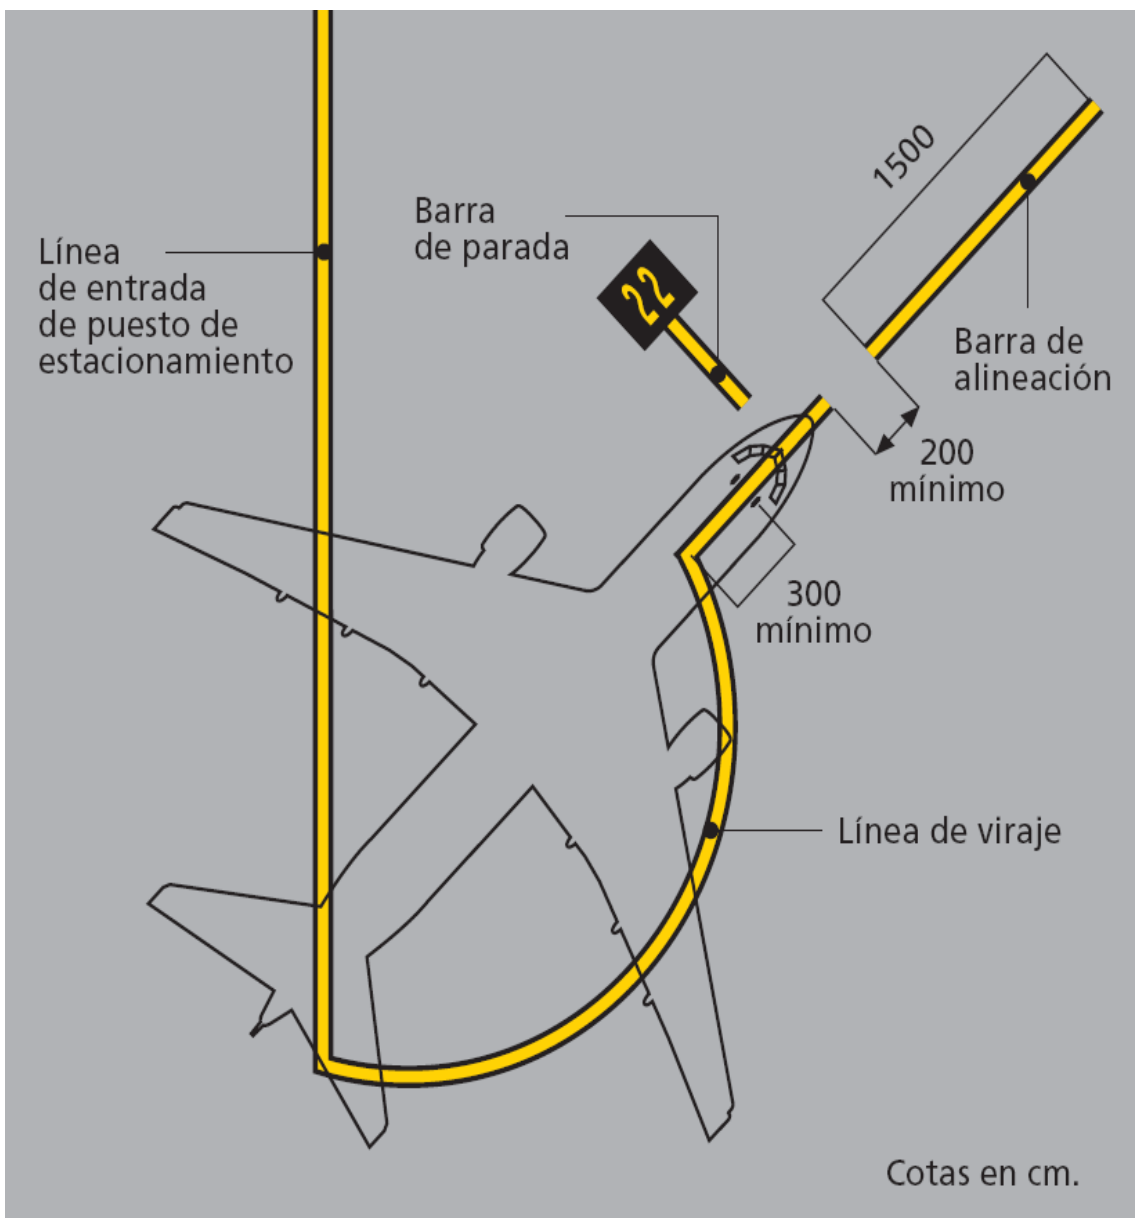 1500
Barra
de parada
Línea
de entrada
de puesto de
estacionamiento
22
Barra de
alineación
200
mínimo
300
mínimo
Línea de viraje
Cotas en cm.